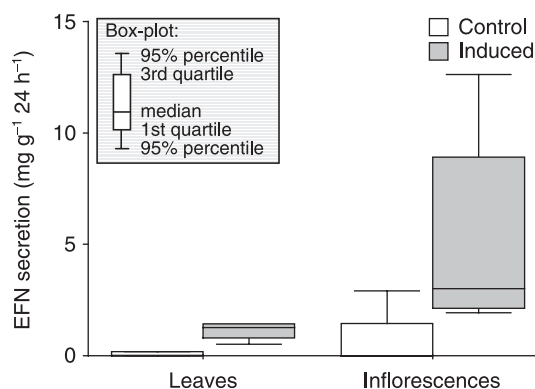 15
10
5
0
EFN secretion (mg g⁻¹ 24 h⁻¹)
Box-plot:
95% percentile
3rd quartile
median
1st quartile
95% percentile
Control
Induced
Leaves
Inflorescences